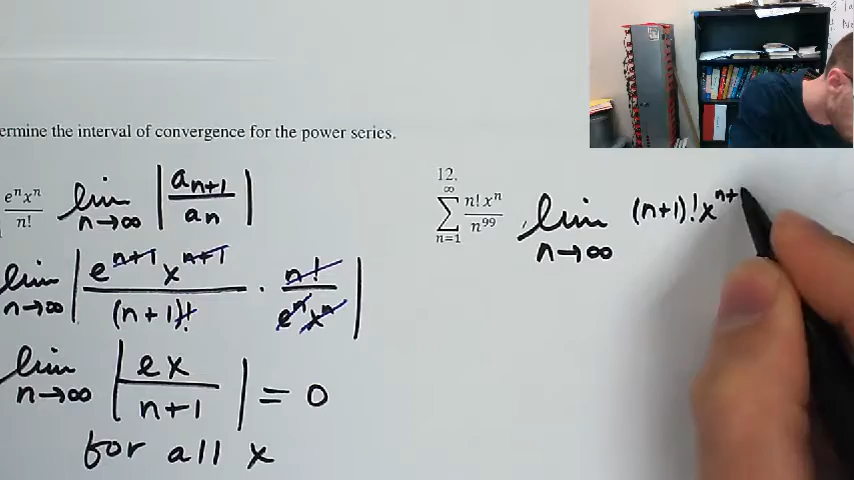 ermine the interval of convergence for the power series.
e^n x^n / n!
lim n→∞ | a_{n+1} / a_n |
lim n→∞ | e^{n+1} x^{n+1} / (n+1)! · n! / e^n x^n |
lim n→∞ | ex / n+1 | = 0
for all x
12.
∞ ∑ n=1 n! x^n / n^99
lim n→∞ (n+1)! x^{n+